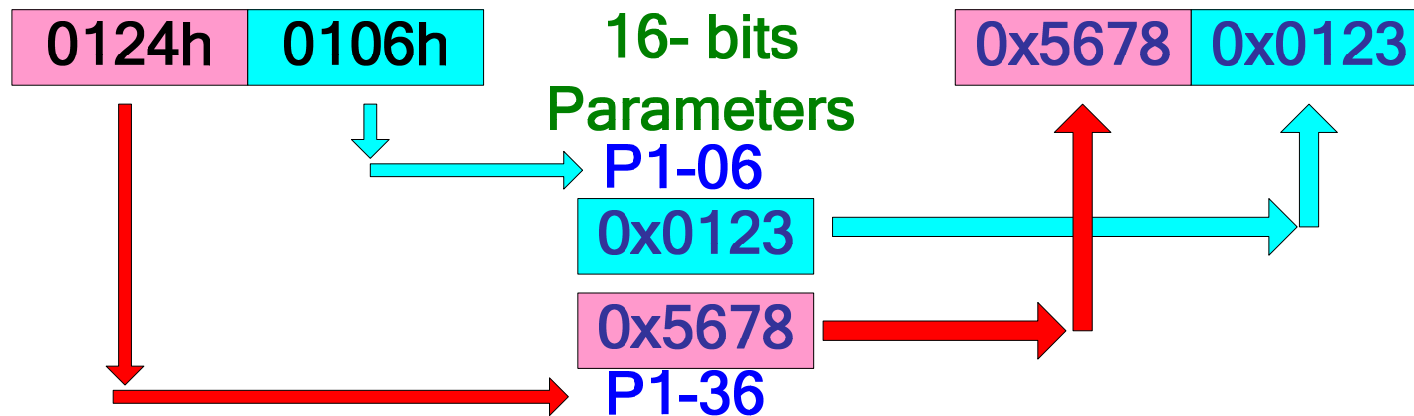 0124h 0106h
16- bits
Parameters
0x5678 0x0123
P1-06
0x0123
0x5678
P1-36